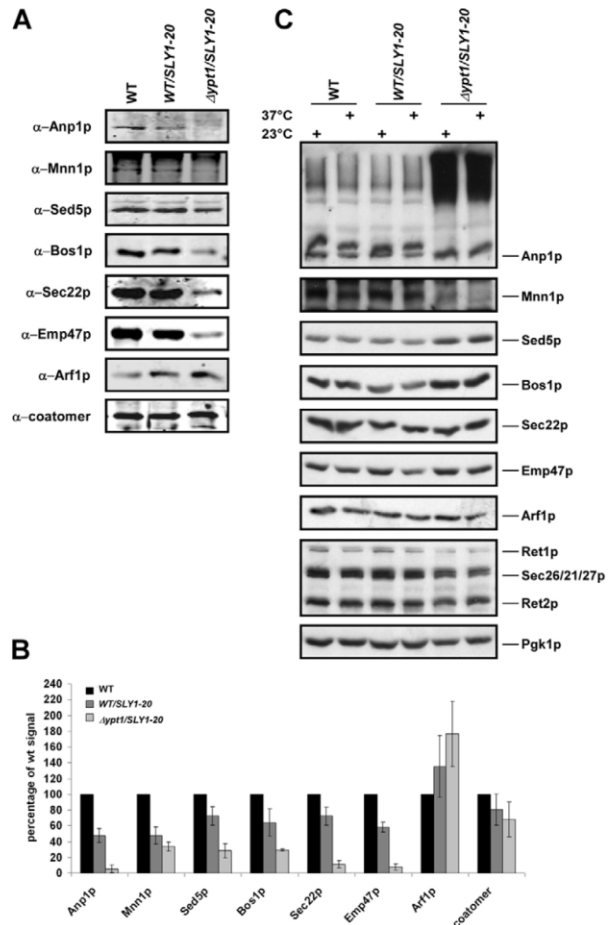 A
WT
WT/SLY1-20
Δypt1/SLY1-20
α–Anp1p
α–Mnn1p
α–Sed5p
α–Bos1p
α–Sec22p
α–Emp47p
α–Arf1p
α–coatomer
C
WT
WT/SLY1-20
Δypt1/SLY1-20
37°C + + +
23°C + + +
Anp1p
Mnn1p
Sed5p
Bos1p
Sec22p
Emp47p
Arf1p
Ret1p
Sec26/21/27p
Ret2p
Pgk1p
B
percentage of wt signal
240
220
200
180
160
140
120
100
80
60
40
20
0
WT
WT/SLY1-20
Δypt1/SLY1-20
Anp1p
Mnn1p
Sed5p
Bos1p
Sec22p
Emp47p
Arf1p
coatomer